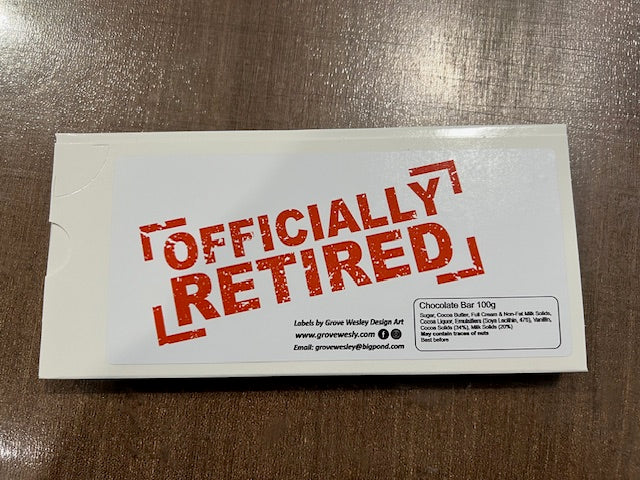 OFFICIALLY
RETIRED
Labels by Grove Wesley Design Art
www.grovewesly.com
Email: grovewesley@bigpond.com
Chocolate Bar 100g
Sugar, Cocoa Butter, Full Cream & Non-Fat Milk Solids,
Cocoa Liquor, Emulsifiers (Soya Lecithin, 476), Vanillin,
Cocoa Solids (34%), Milk Solids (20%)
May contain traces of nuts
Best before